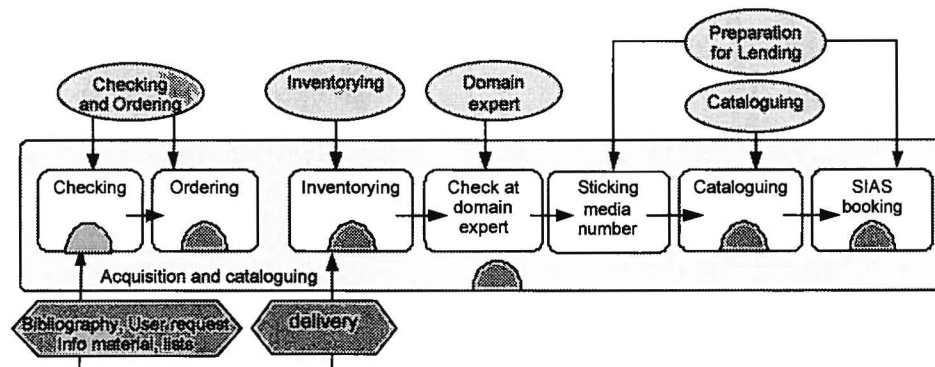 Preparation
for Lending
Checking
and Ordering
Inventorying
Domain
expert
Cataloguing
Checking
Ordering
Inventorying
Check at
domain
expert
Sticking
media
number
Cataloguing
SIAS
booking
Acquisition and cataloguing
Bibliography, User request
Info material, lists
delivery